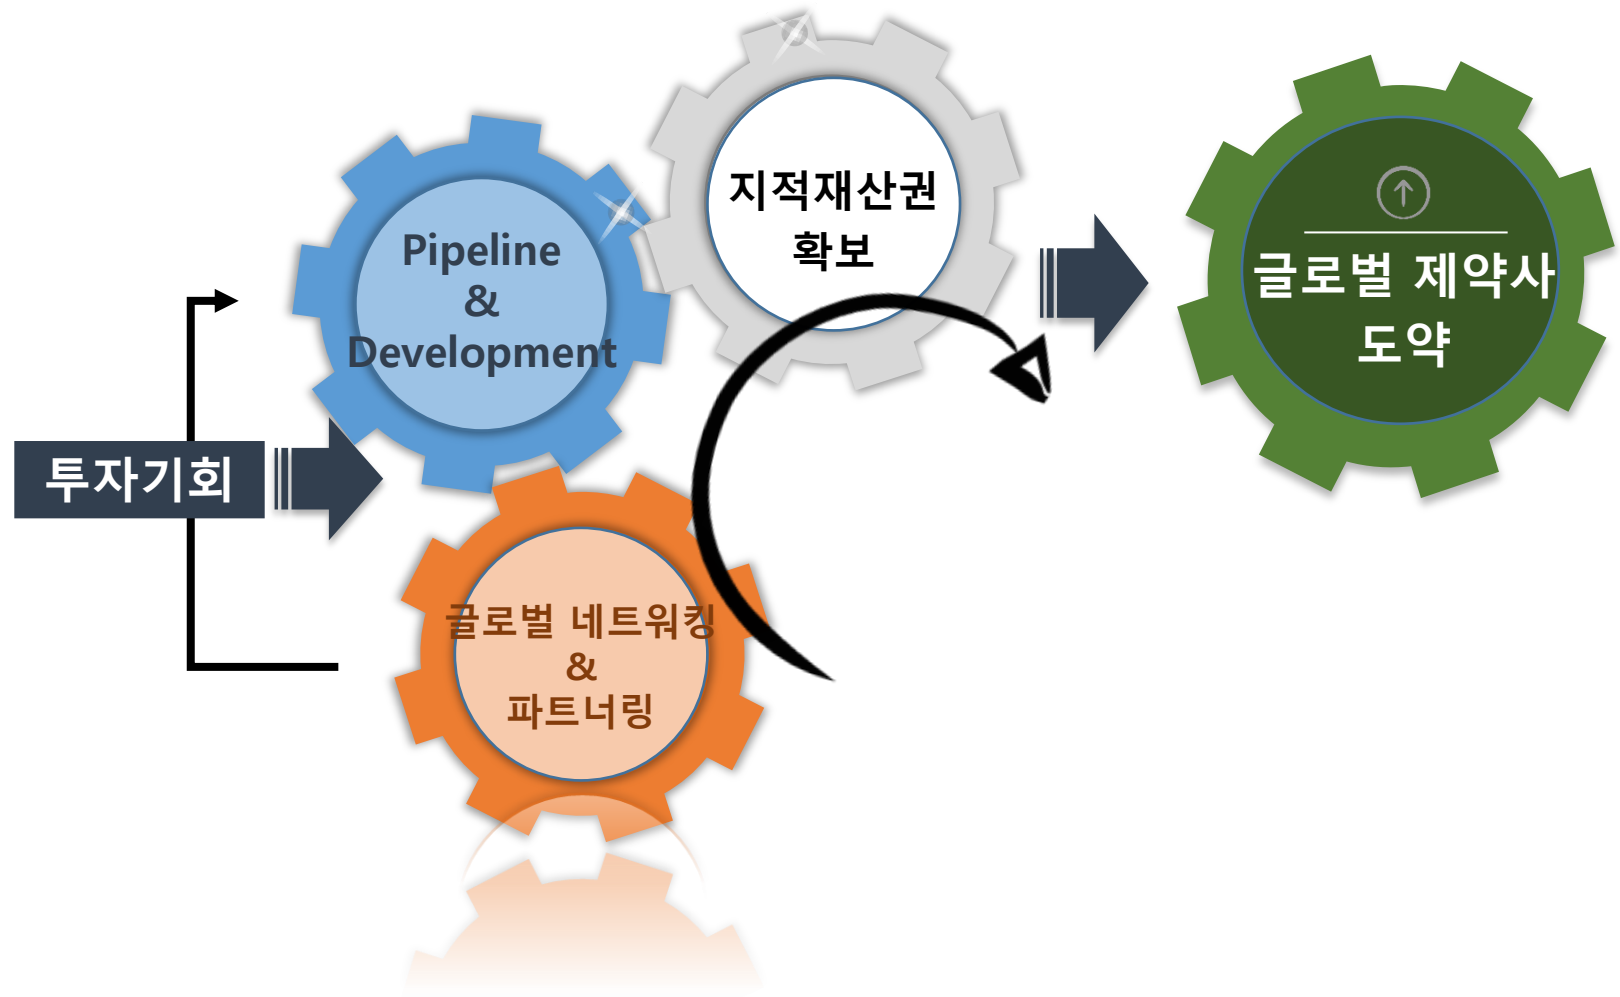 투자기회
Pipeline
&
Development
지적재산권
확보
글로벌 네트워킹
&
파트너링
글로벌 제약사
도약